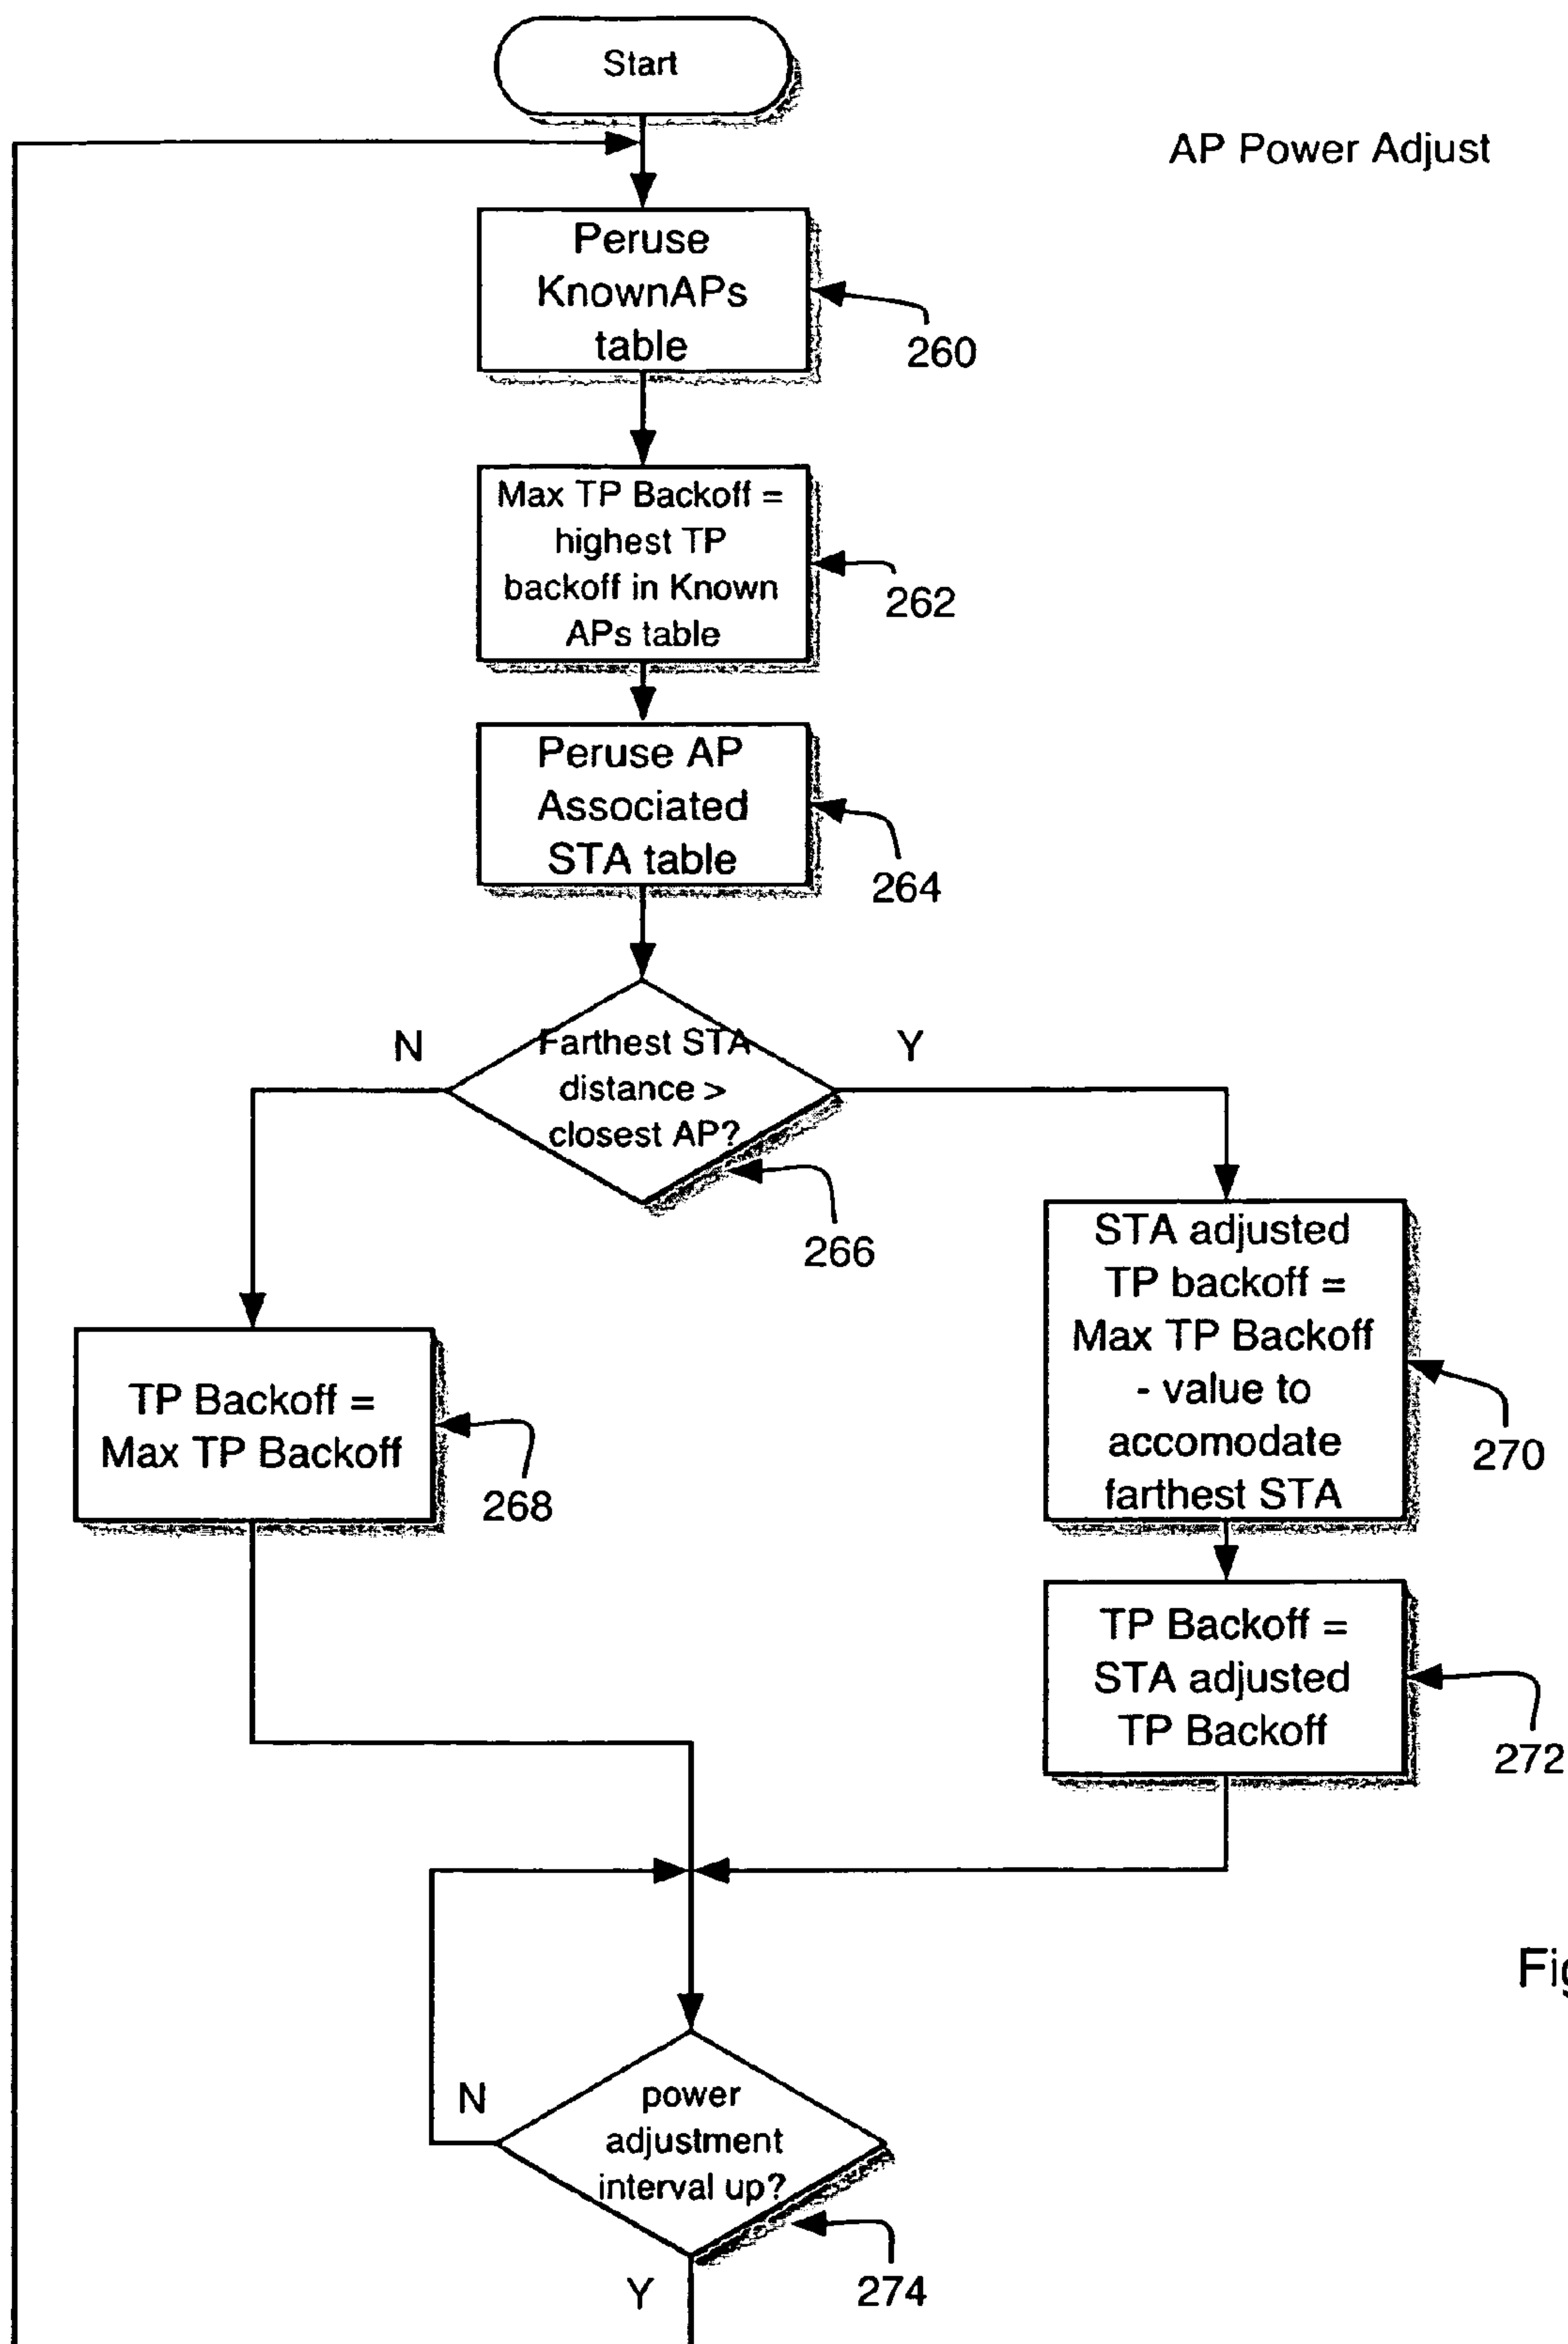 Start
AP Power Adjust
Peruse
KnownAPs
table
260
Max TP Backoff =
highest TP
backoff in Known
APs table
262
Peruse AP
Associated
STA table
264
N
Farthest STA
distance >
closest AP?
Y
266
STA adjusted
TP backoff =
Max TP Backoff
- value to
accomodate
farthest STA
270
TP Backoff =
Max TP Backoff
268
TP Backoff =
STA adjusted
TP Backoff
272
N
power
adjustment
interval up?
Y
274